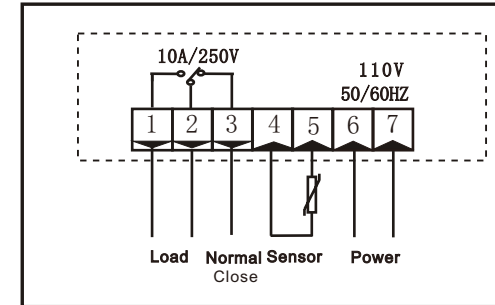 10A/250V
110V
50/60HZ
1 2 3 4 5 6 7
Load Normal Sensor Power
Close